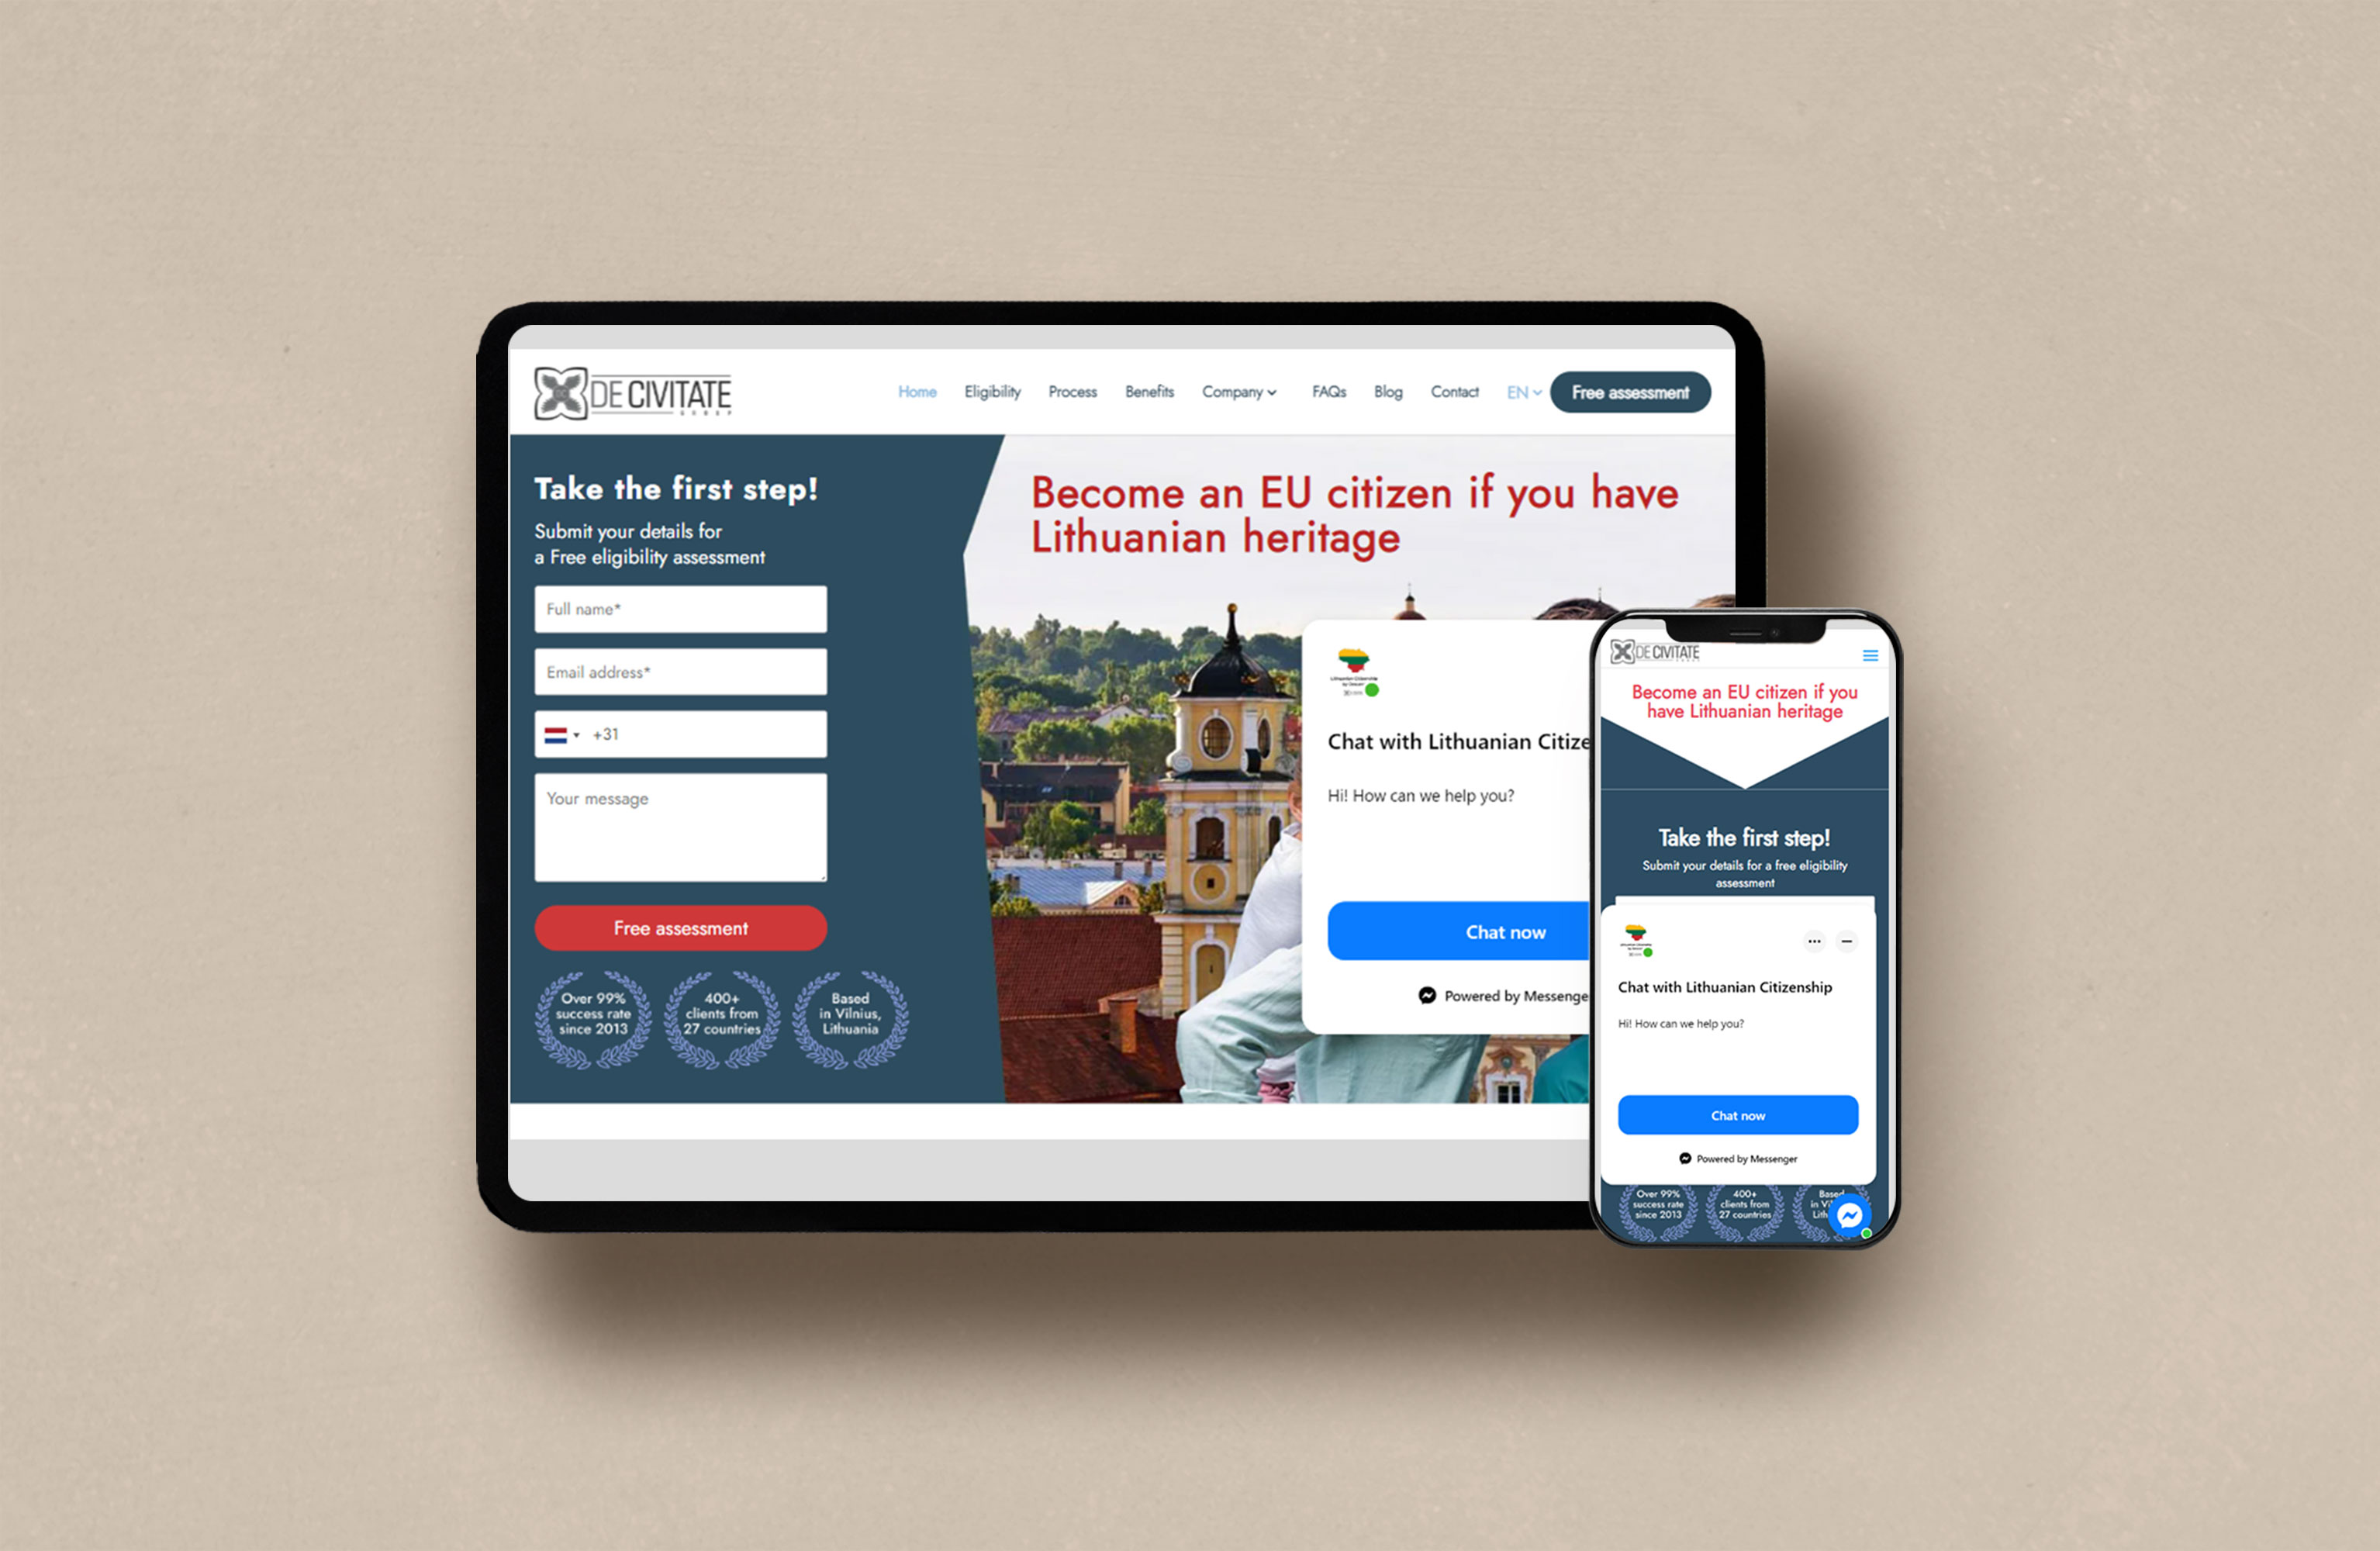 DE CIVITATE
GROUP
Home
Eligibility
Process
Benefits
Company
FAQs
Blog
Contact
EN
Free assessment
Take the first step!
Submit your details for
a Free eligibility assessment
Full name*
Email address*
+31
Your message
Free assessment
Over 99%
success rate
since 2013
400+
clients from
27 countries
Based
in Vilnius,
Lithuania
Become an EU citizen if you have
Lithuanian heritage
Chat with Lithuanian Citize
Hi! How can we help you?
Chat now
Powered by Messenge
DE CIVITATE
Become an EU citizen if you
have Lithuanian heritage
Take the first step!
Submit your details for a free eligibility
assessment
Chat with Lithuanian Citizenship
Hi! How can we help you?
Chat now
Powered by Messenger
Over 99%
success rate
since 2013
400+
clients from
27 countries
Based
in Vi
Lith